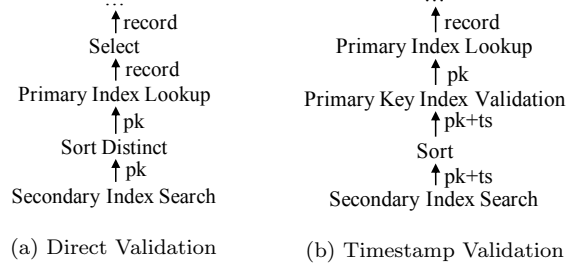 ...
record
Select
record
Primary Index Lookup
pk
Sort Distinct
pk
Secondary Index Search
(a) Direct Validation
...
record
Primary Index Lookup
pk
Primary Key Index Validation
pk+ts
Sort
pk+ts
Secondary Index Search
(b) Timestamp Validation